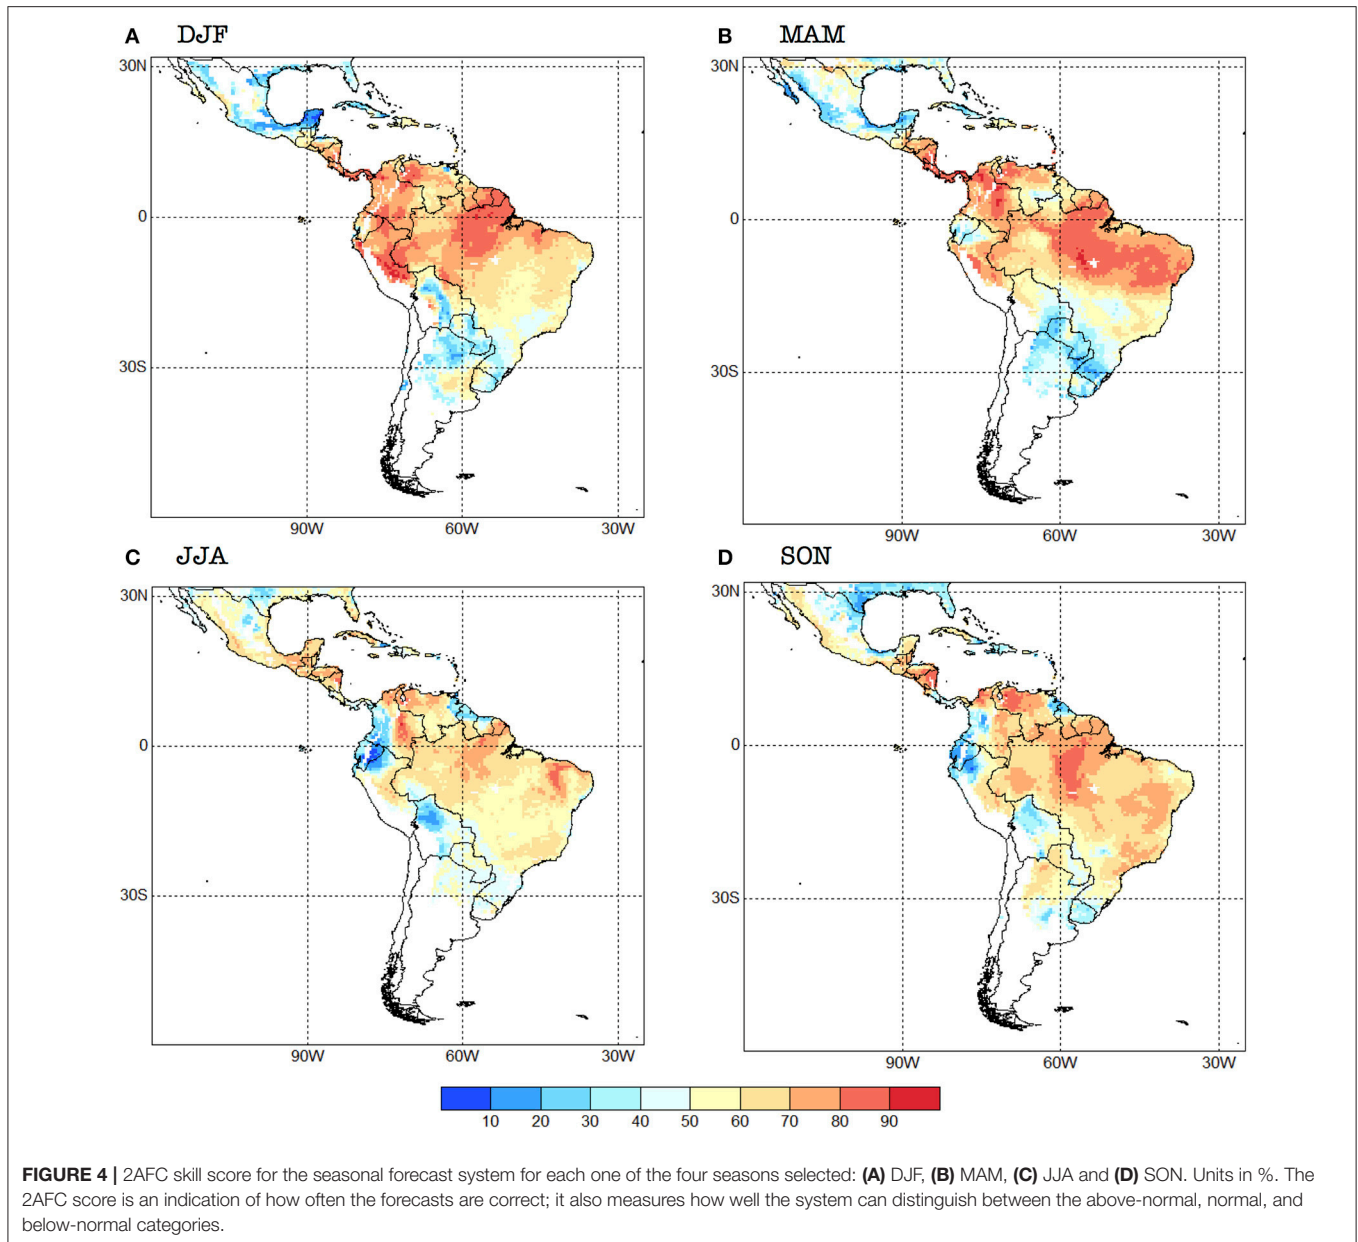 A DJF
B MAM
30N
0
30S
90W 60W 30W
30N
0
30S
90W 60W 30W
C JJA
D SON
30N
0
30S
90W 60W 30W
30N
0
30S
90W 60W 30W
10 20 30 40 50 60 70 80 90
FIGURE 4 | 2AFC skill score for the seasonal forecast system for each one of the four seasons selected: (A) DJF, (B) MAM, (C) JJA and (D) SON. Units in %. The
2AFC score is an indication of how often the forecasts are correct; it also measures how well the system can distinguish between the above-normal, normal, and
below-normal categories.